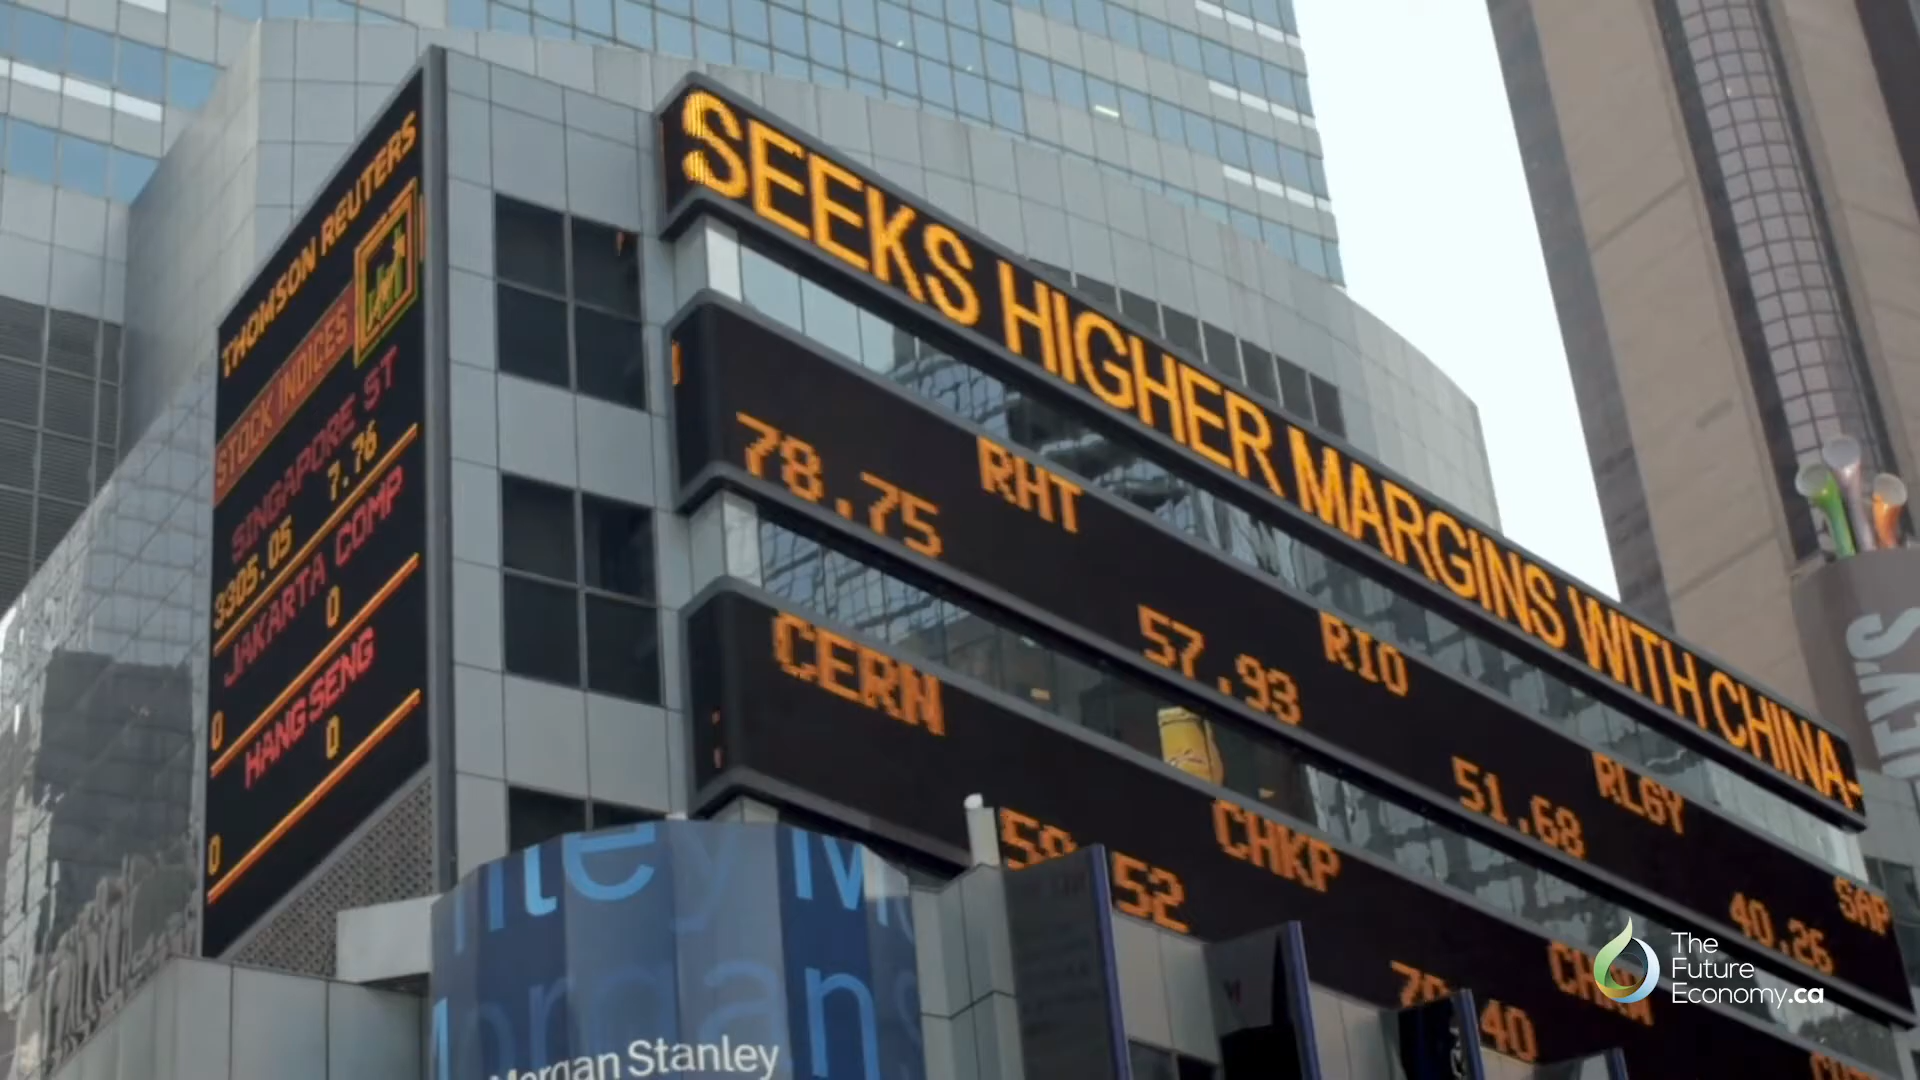 THOMSON REUTERS
STOCK INDICES
SINGAPORE ST
3305.05 7.76
JAKARTA COMP
0 0
HANG SENG
0 0
SEEKS HIGHER MARGINS WITH CHINA-
78.75 RHT 57.93 RIO 51.68 RLGY 40.26 SAP
CERN 52 CHKP 40
Morgan Stanley
The
Future
Economy.ca